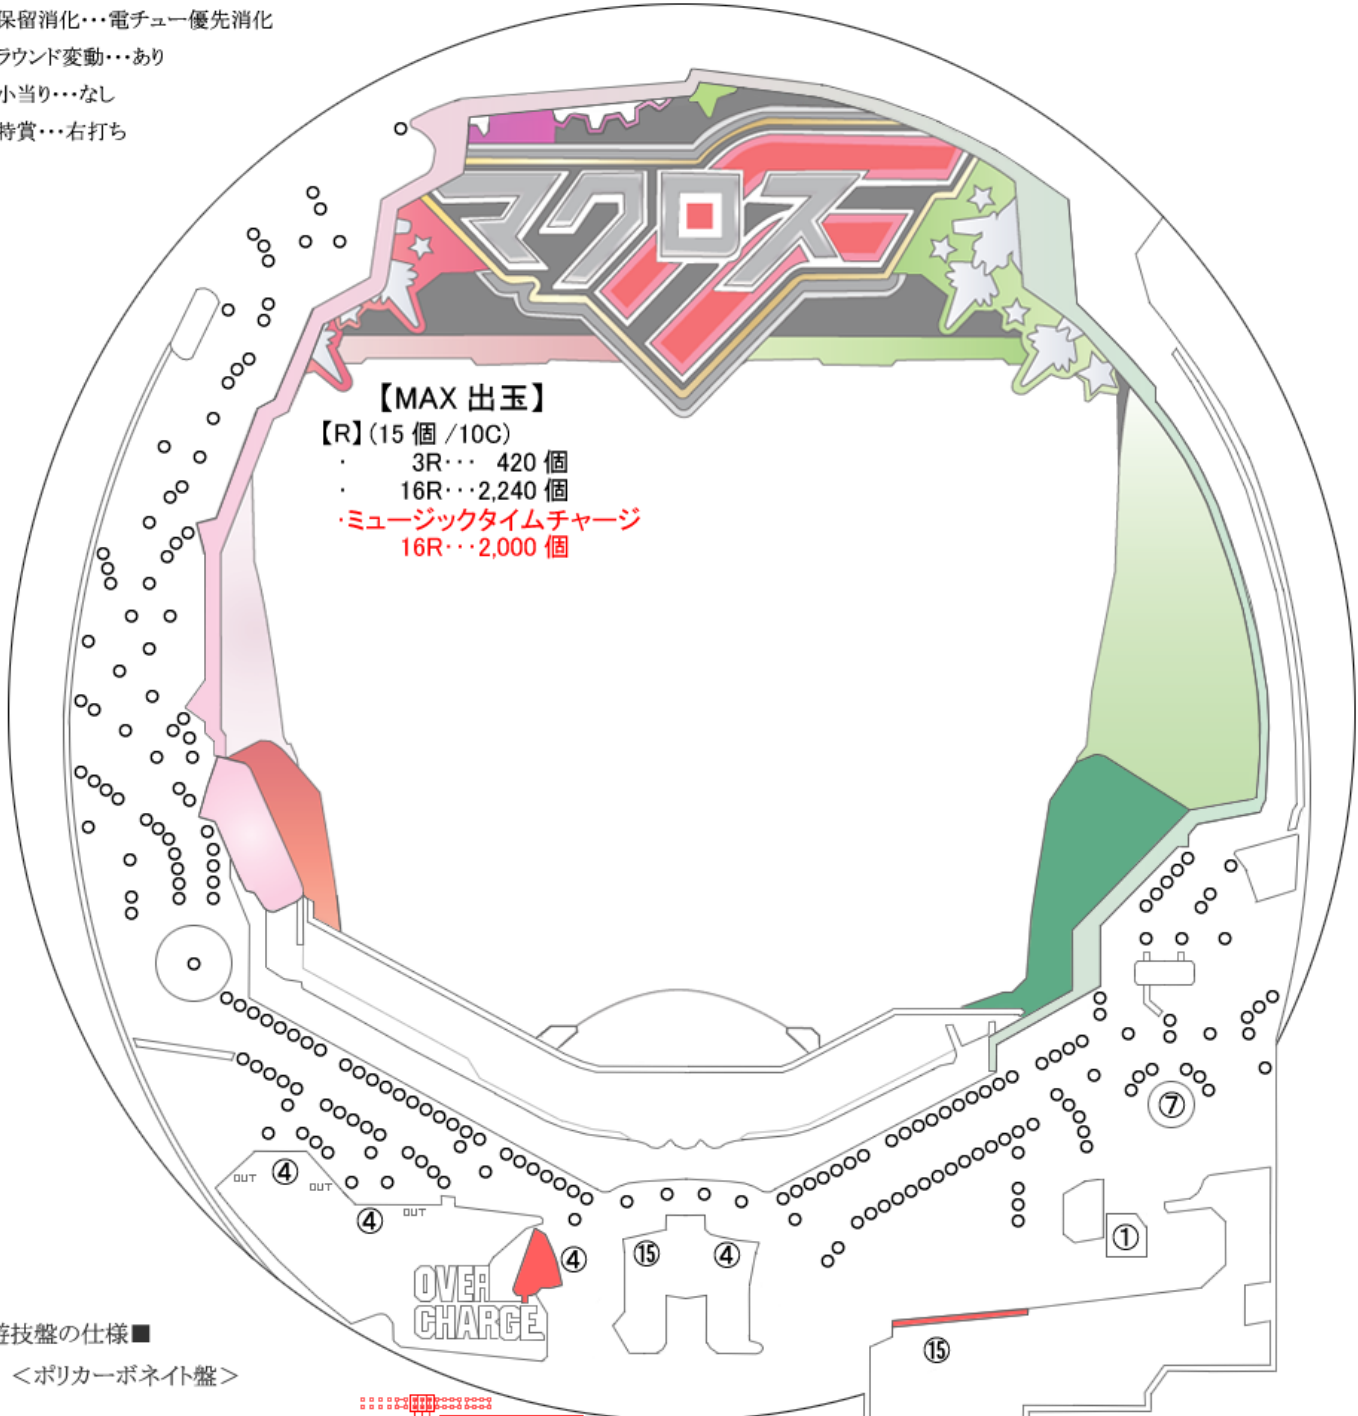 保留消化･･･電チュー優先消化
ラウンド変動･･･あり
小当り･･･なし
特賞･･･右打ち
マクロス
【MAX 出玉】
【R】(15 個 /10C)
・ 3R･･･ 420 個
・ 16R･･･2,240 個
・ミュージックタイムチャージ
16R･･･2,000 個
⑦
OUT
④
OUT
④
OUT
④
⑮
④
①
OVER
CHARGE
⑮
遊技盤の仕様■
＜ポリカーボネイト盤＞